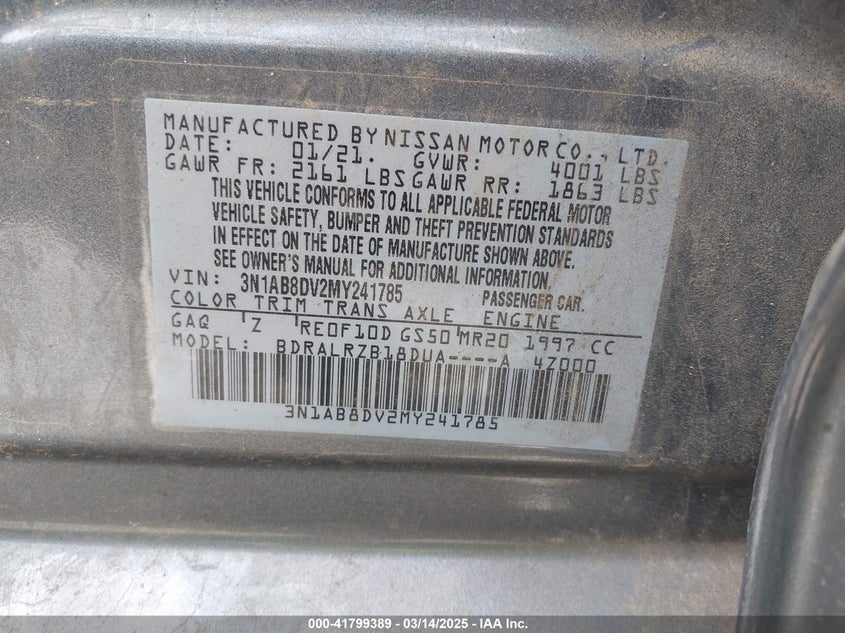 MANUFACTURED BY NISSAN MOTOR CO., LTD.
DATE: 01/21. GVWR: 4001 LBS
GAWR FR: 2161 LBS GAWR RR: 1863 LBS
THIS VEHICLE CONFORMS TO ALL APPLICABLE FEDERAL MOTOR
VEHICLE SAFETY, BUMPER AND THEFT PREVENTION STANDARDS
IN EFFECT ON THE DATE OF MANUFACTURE SHOWN ABOVE.
SEE OWNER'S MANUAL FOR ADDITIONAL INFORMATION.
VIN: 3N1AB8DV2MY241785 PASSENGER CAR.
COLOR TRIM TRANS AXLE ENGINE
GAQ Z RE0F10D GS50 MR20 1997 CC
MODEL: BDRALRZB18DUA----A 4Z000
3N1AB8DV2MY241785
000-41799389 - 03/14/2025 - IAA Inc.